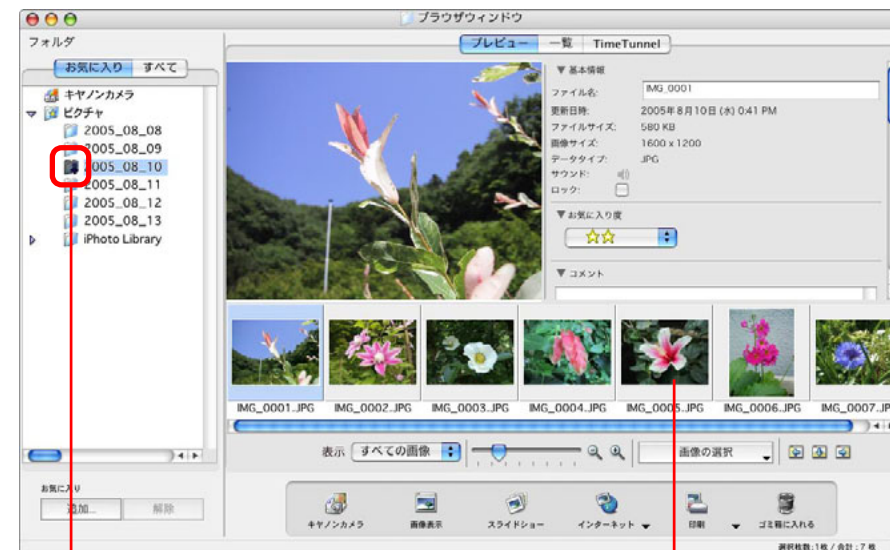 ブラウザウィンドウ
フォルダ
お気に入り すべて
キヤノンカメラ
ピクチャ
2005_08_08
2005_08_09
2005_08_10
2005_08_11
2005_08_12
2005_08_13
iPhoto Library
お気に入り
追加... 解除
プレビュー 一覧 TimeTunnel
▼ 基本情報
ファイル名: IMG_0001
更新日時: 2005年8月10日 (水) 0:41 PM
ファイルサイズ: 580 KB
画像サイズ: 1600 x 1200
データタイプ: JPG
サウンド:
ロック:
▼ お気に入り度
▼ コメント
IMG_0001..JPG IMG_0002..JPG IMG_0003..JPG IMG_0004..JPG IMG_0005..JPG IMG_0006..JPG IMG_0007..JP
表示 すべての画像 画像の選択
キヤノンカメラ 画像表示 スライドショー インターネット 印刷 ゴミ箱に入れる
選択枚数:1枚 / 合計:7 枚